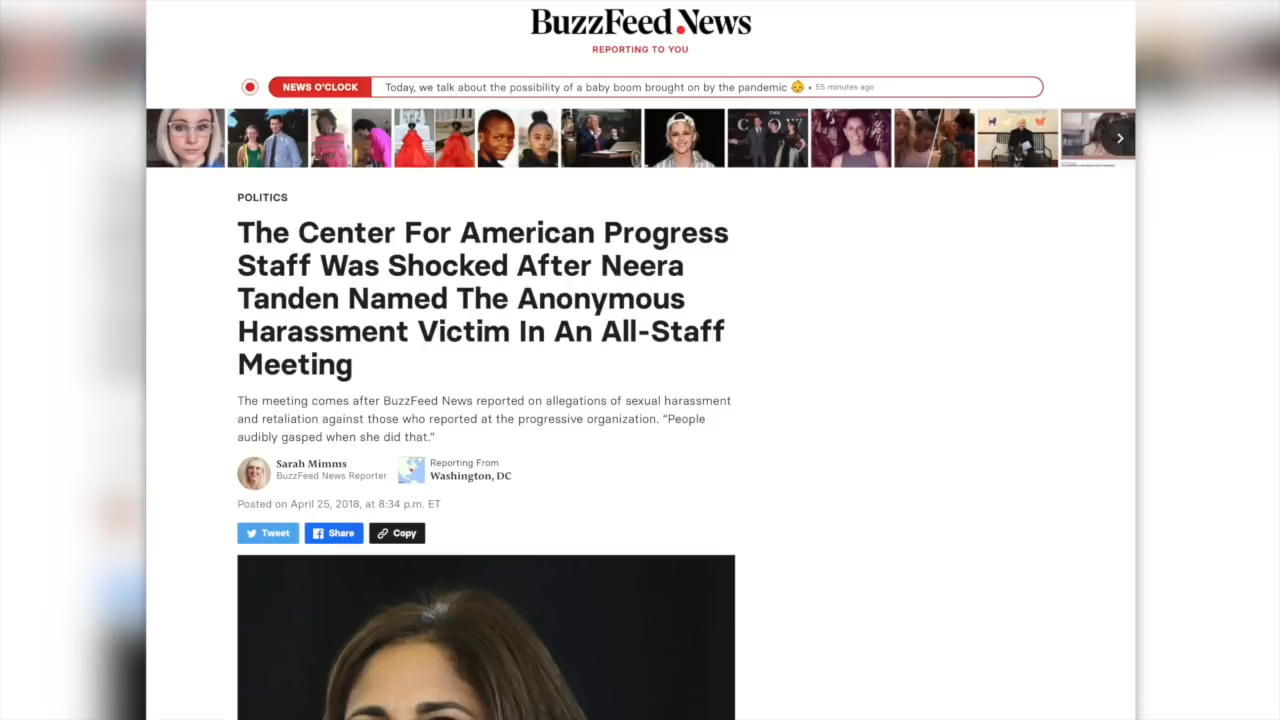 BuzzFeed News
REPORTING TO YOU
NEWS O'CLOCK Today, we talk about the possibility of a baby boom brought on by the pandemic 👶 • 55 minutes ago
POLITICS
The Center For American Progress
Staff Was Shocked After Neera
Tanden Named The Anonymous
Harassment Victim In An All-Staff
Meeting
The meeting comes after BuzzFeed News reported on allegations of sexual harassment
and retaliation against those who reported at the progressive organization. “People
audibly gasped when she did that.”
Sarah Mimms
BuzzFeed News Reporter
Reporting From
Washington, DC
Posted on April 25, 2018, at 8:34 p.m. ET
Tweet Share Copy